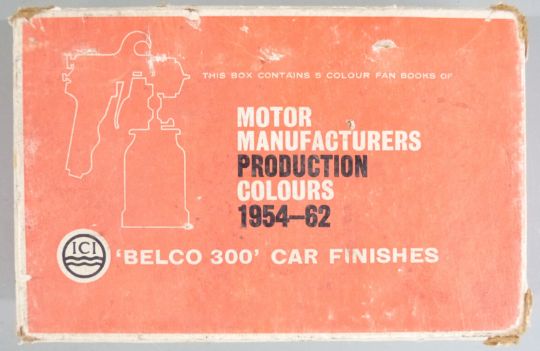 THIS BOX CONTAINS 5 COLOUR FAN BOOKS OF
MOTOR
MANUFACTURERS
PRODUCTION
COLOURS
1954–62
ICI
'BELCO 300' CAR FINISHES